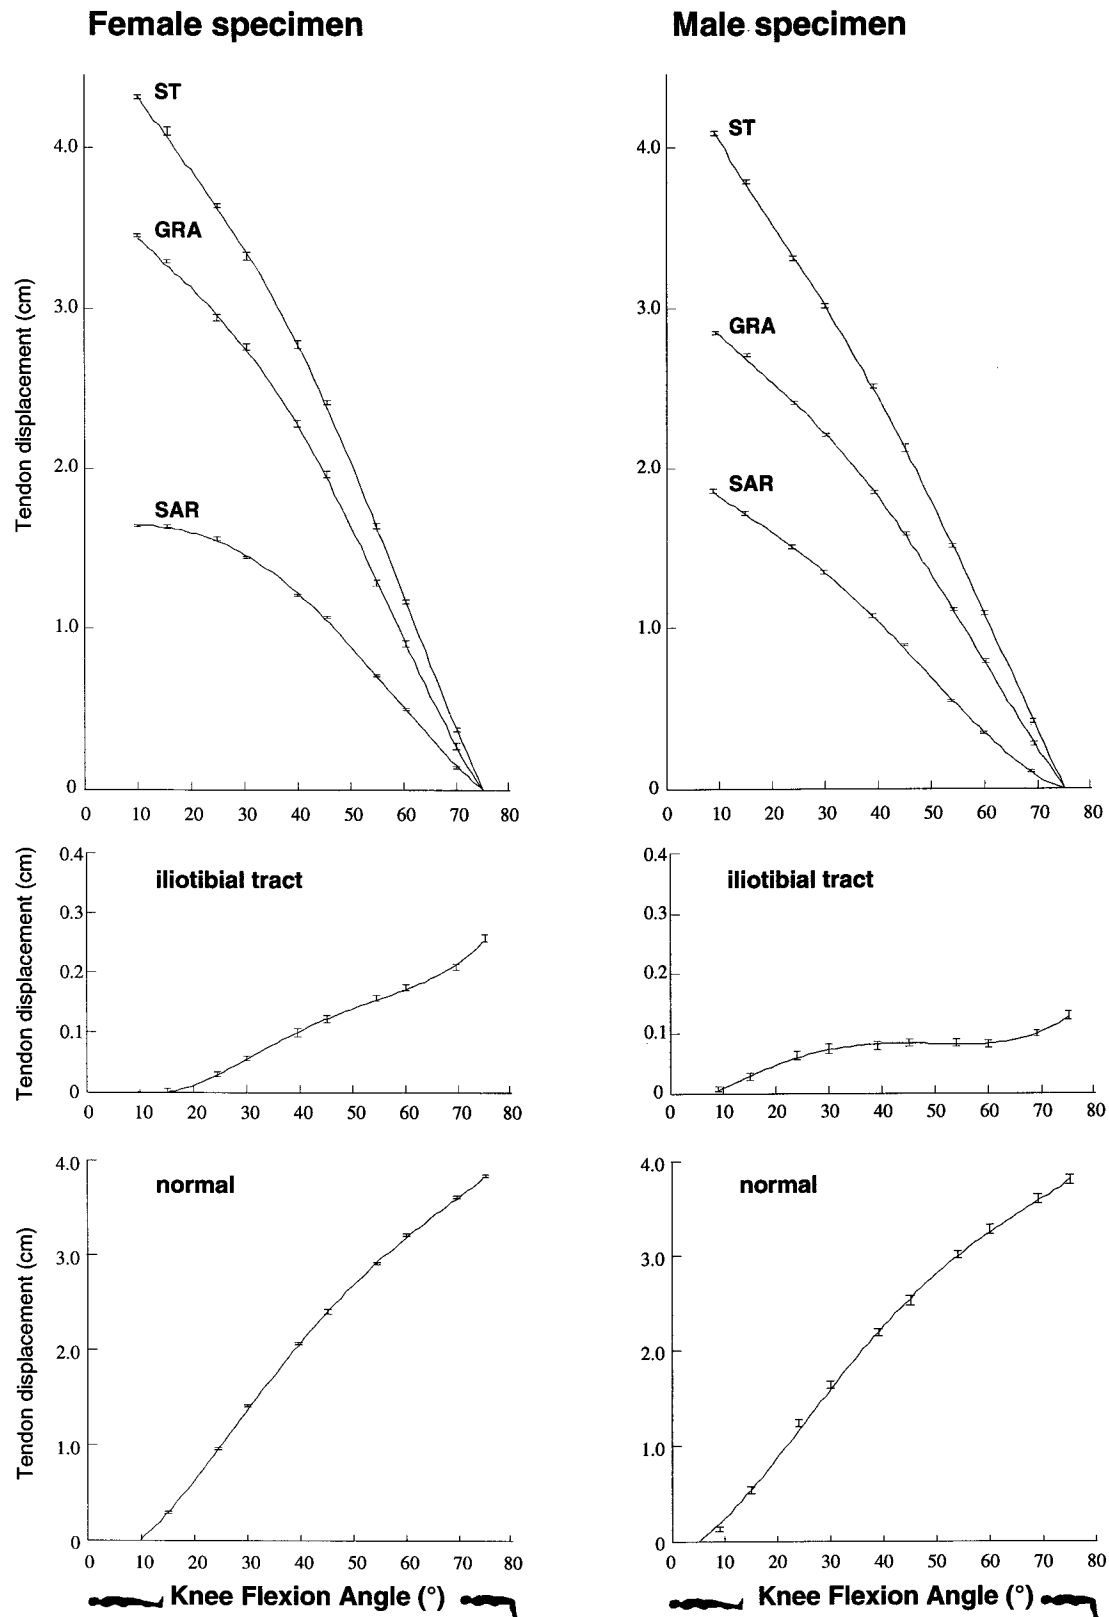 Female specimen
Male specimen
Tendon displacement (cm)
4.0
3.0
2.0
1.0
0
ST
GRA
SAR
0 10 20 30 40 50 60 70 80
4.0
3.0
2.0
1.0
0
ST
GRA
SAR
0 10 20 30 40 50 60 70 80
Tendon displacement (cm)
0.4
0.3
0.2
0.1
0
iliotibial tract
0 10 20 30 40 50 60 70 80
0.4
0.3
0.2
0.1
0
iliotibial tract
0 10 20 30 40 50 60 70 80
Tendon displacement (cm)
4.0
3.0
2.0
1.0
0
normal
0 10 20 30 40 50 60 70 80
Knee Flexion Angle (°)
4.0
3.0
2.0
1.0
0
normal
0 10 20 30 40 50 60 70 80
Knee Flexion Angle (°)